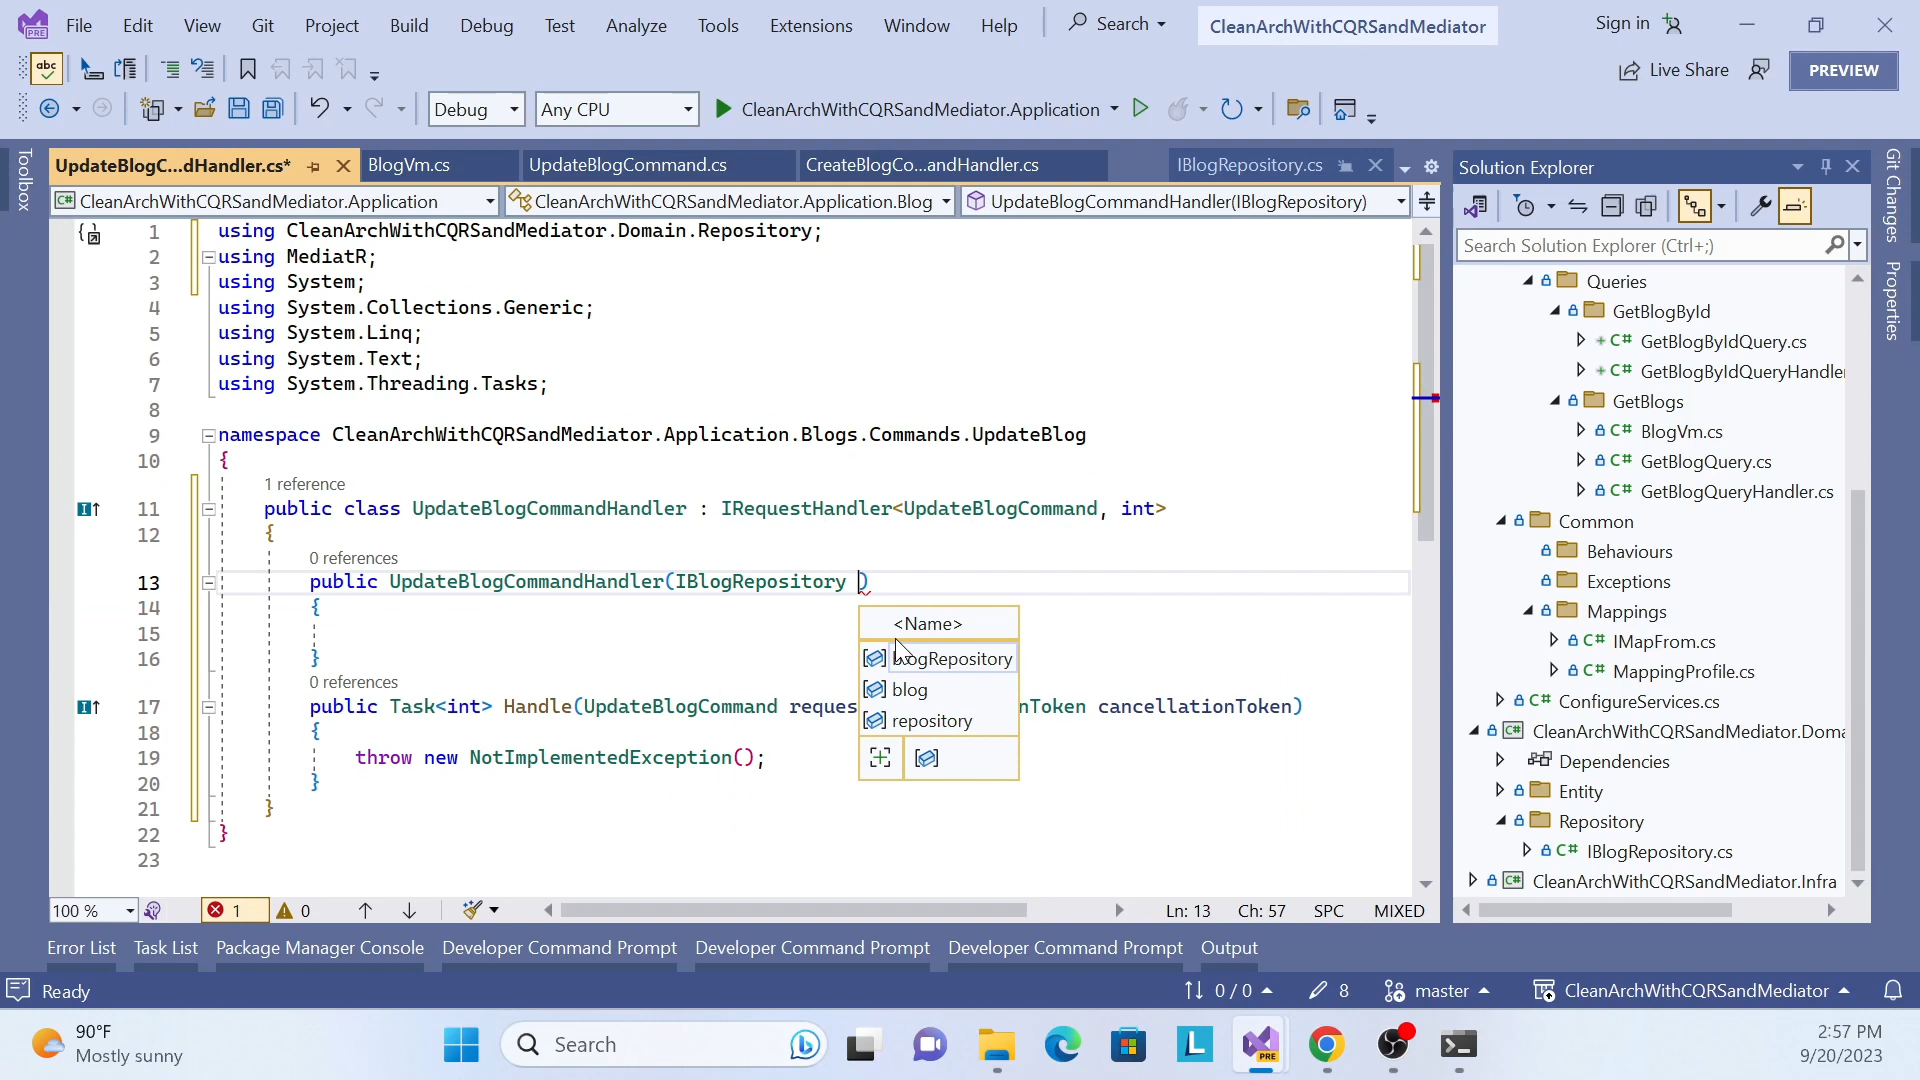 File Edit View Git Project Build Debug Test Analyze Tools Extensions Window Help Search CleanArchWithCQRSandMediator Sign in
abc Live Share PREVIEW
Debug Any CPU CleanArchWithCQRSandMediator.Application
UpdateBlogC...dHandler.cs* BlogVm.cs UpdateBlogCommand.cs CreateBlogCo...andHandler.cs IBlogRepository.cs
CleanArchWithCQRSandMediator.Application CleanArchWithCQRSandMediator.Application.Blog UpdateBlogCommandHandler(IBlogRepository)
Toolbox
1 using CleanArchWithCQRSandMediator.Domain.Repository;
2 using MediatR;
3 using System;
4 using System.Collections.Generic;
5 using System.Linq;
6 using System.Text;
7 using System.Threading.Tasks;
8
9 namespace CleanArchWithCQRSandMediator.Application.Blogs.Commands.UpdateBlog
10 {
1 reference
11 public class UpdateBlogCommandHandler : IRequestHandler<UpdateBlogCommand, int>
12 {
0 references
13 public UpdateBlogCommandHandler(IBlogRepository )
14 {
15
16 }
0 references
17 public Task<int> Handle(UpdateBlogCommand reques nToken cancellationToken)
18 {
19 throw new NotImplementedException();
20 }
21 }
22 }
23
<Name>
blogRepository
blog
repository
100 % 1 0 Ln: 13 Ch: 57 SPC MIXED
Solution Explorer
Search Solution Explorer (Ctrl+;)
Queries
GetBlogById
GetBlogByIdQuery.cs
GetBlogByIdQueryHandler
GetBlogs
BlogVm.cs
GetBlogQuery.cs
GetBlogQueryHandler.cs
Common
Behaviours
Exceptions
Mappings
IMapFrom.cs
MappingProfile.cs
ConfigureServices.cs
CleanArchWithCQRSandMediator.Doma
Dependencies
Entity
Repository
IBlogRepository.cs
CleanArchWithCQRSandMediator.Infra
Git Changes
Properties
Error List Task List Package Manager Console Developer Command Prompt Developer Command Prompt Developer Command Prompt Output
Ready 0 / 0 8 master CleanArchWithCQRSandMediator
90°F
Mostly sunny
Search
PRE
2:57 PM
9/20/2023